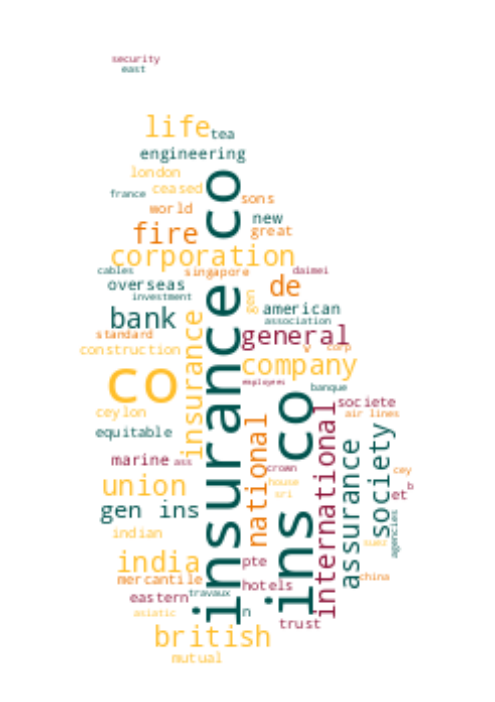 security
east
life
tea
engineering
london
ceased
france
sons
world
new
fire
great
corporation
cables
singapore
daimei
overseas
de
investment
gen
american
bank
association
general
standard
corp
construction
insurance
company
co
employees
banque
insurance co
ins co
societe
ceylon
air lines
equitable
national
international
assurance
society
marine
ass
crown
cey
union
house
b
sri
et
gen ins
agencies
indian
suez
india
pte
china
mercantile
hotels
eastern
travaux
asiatic
n
trust
british
mutual